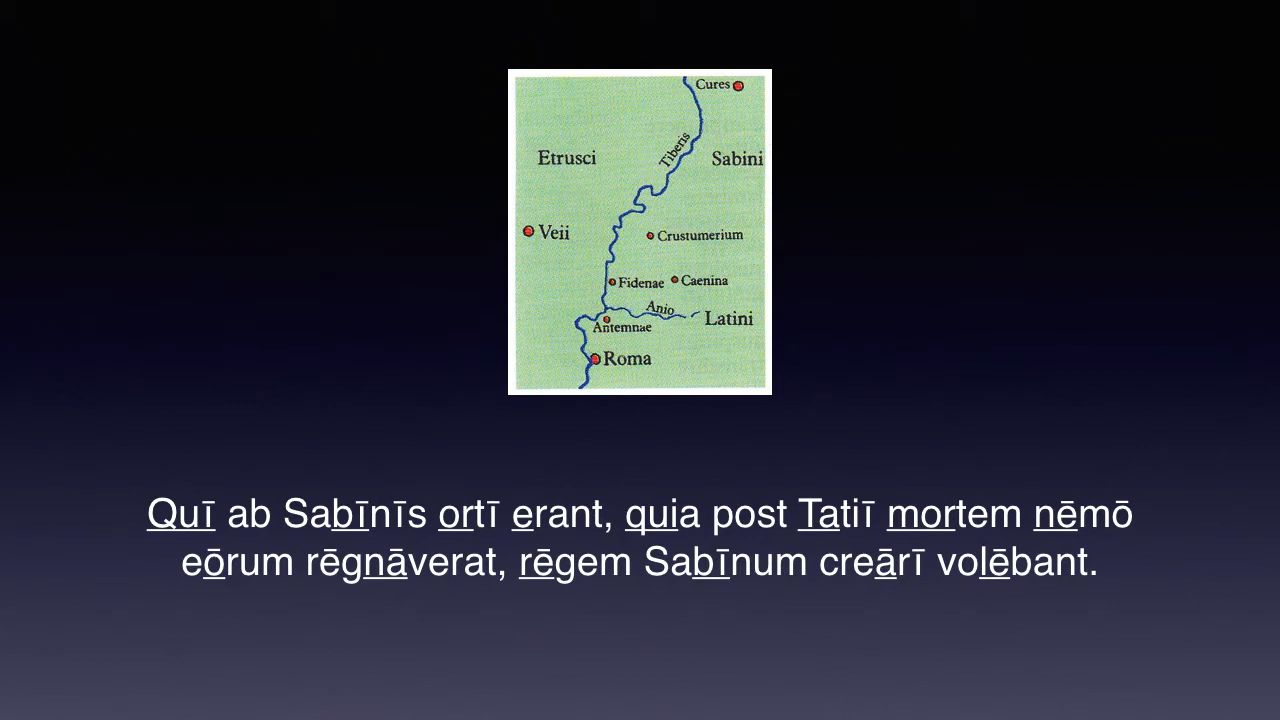 Cures
Tiberis
Etrusci
Sabini
Veii
Crustumerium
Fidenae
Caenina
Anio
Latini
Antemnae
Roma
Quī ab Sabīnīs ortī erant, quia post Tatiī mortem nēmō
eōrum rēgnāverat, rēgem Sabīnum creārī volēbant.